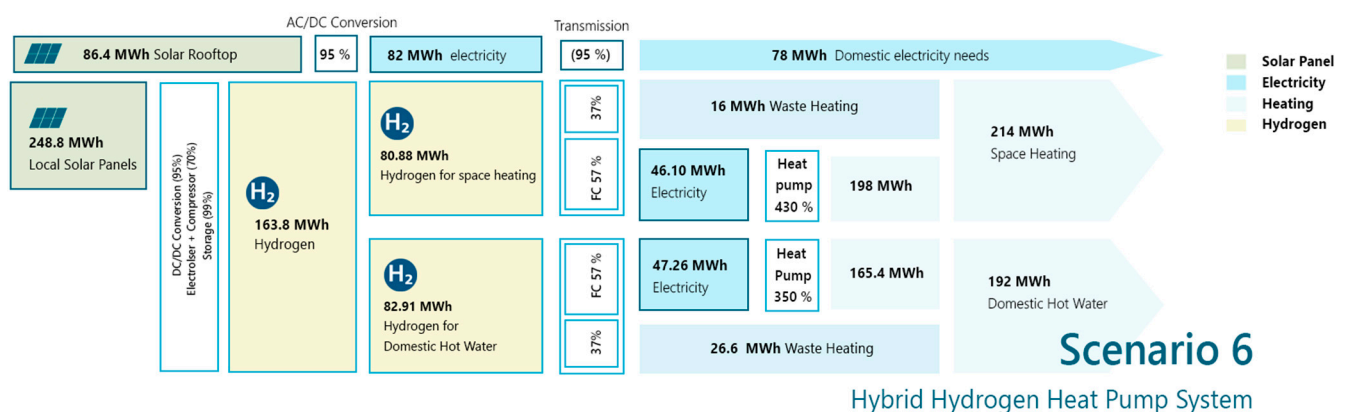 AC/DC Conversion
Transmission
86.4 MWh Solar Rooftop
95 %
82 MWh electricity
(95 %)
78 MWh Domestic electricity needs
Solar Panel
Electricity
Heating
Hydrogen
248.8 MWh
Local Solar Panels
DC/DC Conversion (95%)
Electrolser + Compressor (70%)
Storage (99%)
H2
163.8 MWh
Hydrogen
H2
80.88 MWh
Hydrogen for space heating
37%
FC 57 %
16 MWh Waste Heating
46.10 MWh
Electricity
Heat
pump
430 %
198 MWh
214 MWh
Space Heating
H2
82.91 MWh
Hydrogen for
Domestic Hot Water
FC 57 %
37%
47.26 MWh
Electricity
Heat
Pump
350 %
165.4 MWh
26.6 MWh Waste Heating
192 MWh
Domestic Hot Water
Scenario 6
Hybrid Hydrogen Heat Pump System